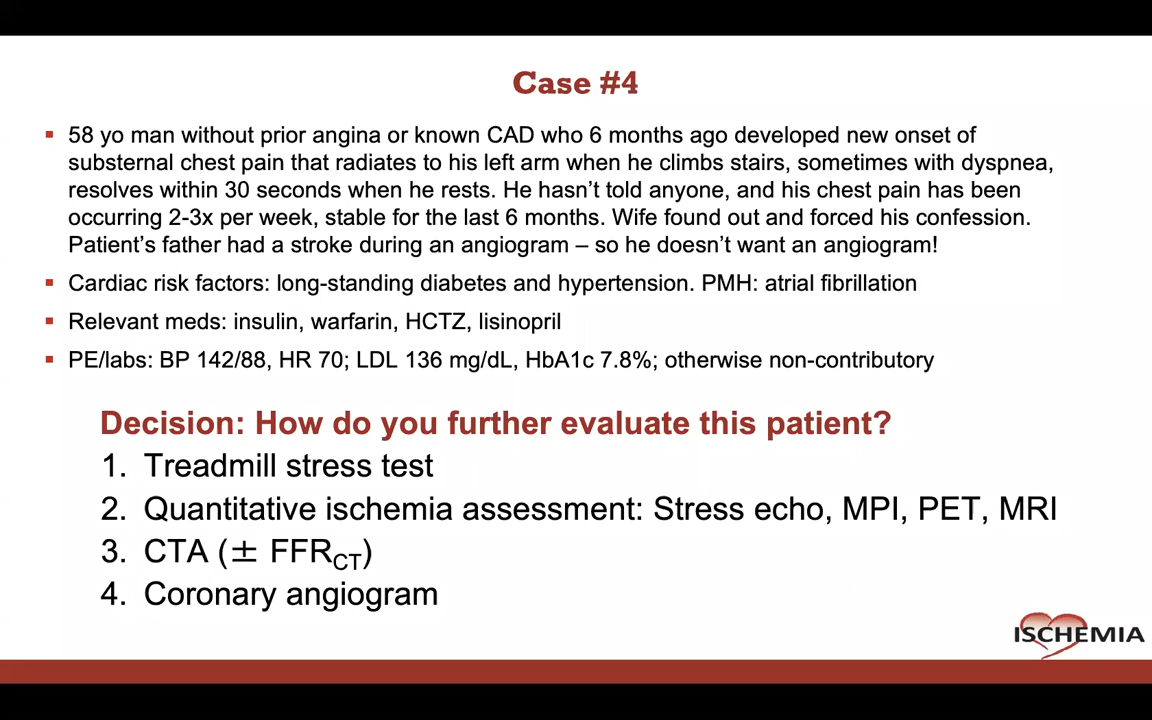 Case #4
▪ 58 yo man without prior angina or known CAD who 6 months ago developed new onset of
substernal chest pain that radiates to his left arm when he climbs stairs, sometimes with dyspnea,
resolves within 30 seconds when he rests. He hasn't told anyone, and his chest pain has been
occurring 2-3x per week, stable for the last 6 months. Wife found out and forced his confession.
Patient's father had a stroke during an angiogram – so he doesn't want an angiogram!
▪ Cardiac risk factors: long-standing diabetes and hypertension. PMH: atrial fibrillation
▪ Relevant meds: insulin, warfarin, HCTZ, lisinopril
▪ PE/labs: BP 142/88, HR 70; LDL 136 mg/dL, HbA1c 7.8%; otherwise non-contributory
Decision: How do you further evaluate this patient?
1. Treadmill stress test
2. Quantitative ischemia assessment: Stress echo, MPI, PET, MRI
3. CTA (± FFRCT)
4. Coronary angiogram
ISCHEMIA